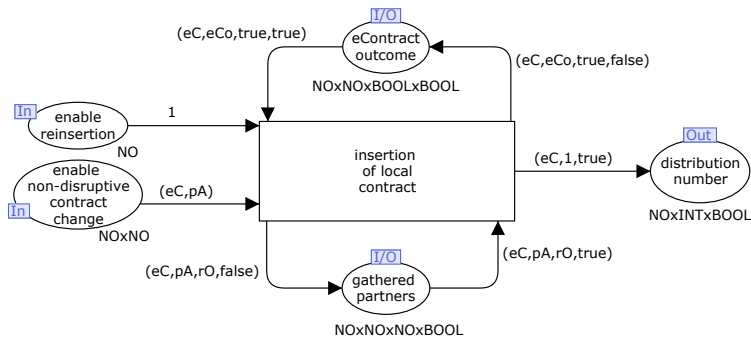 I/O
(eC,eCo,true,true)
eContract
outcome
(eC,eCo,true,false)
NOxNOxBOOLxBOOL
In
enable
reinsertion
1
NO
insertion
of local
contract
Out
(eC,1,true)
distribution
number
NOxINTxBOOL
enable
non-disruptive
contract
change
In
(eC,pA)
NOxNO
(eC,pA,rO,false)
I/O
(eC,pA,rO,true)
gathered
partners
NOxNOxNOxBOOL